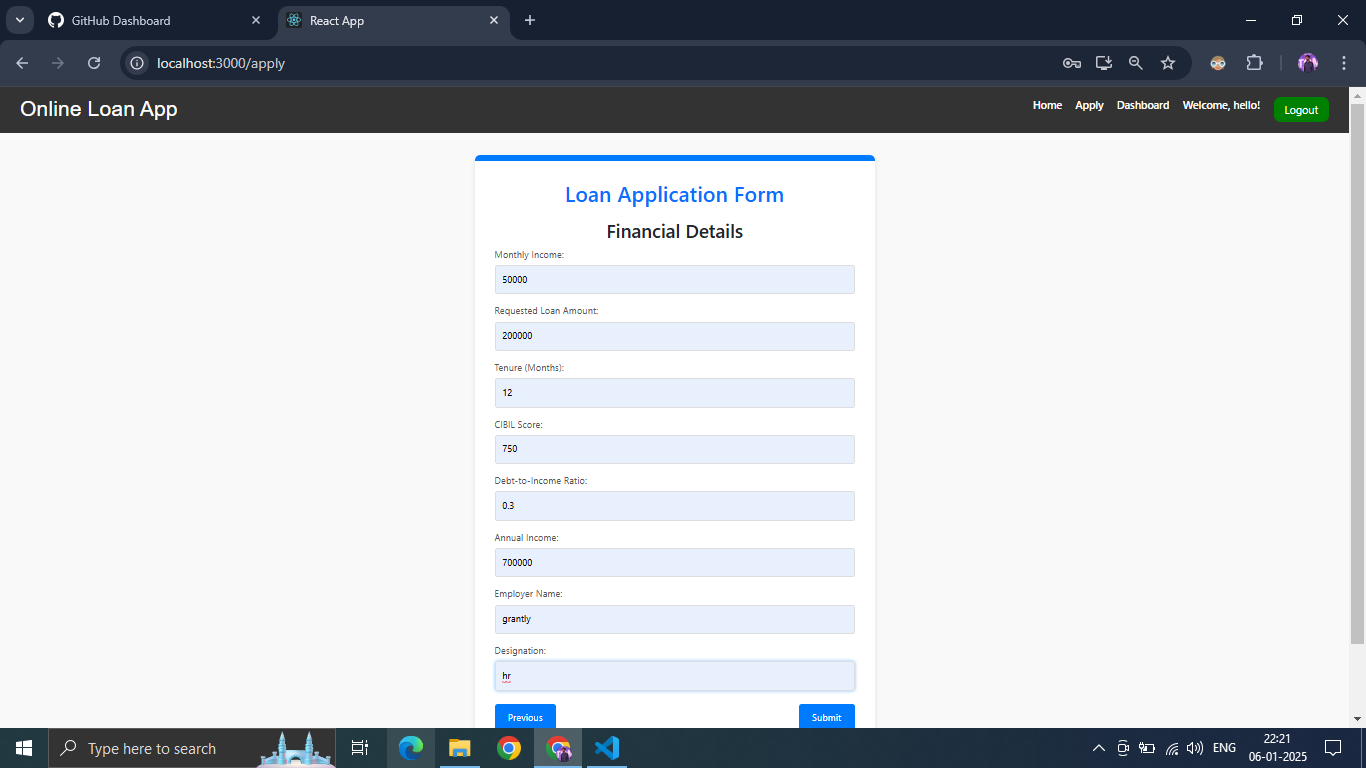 GitHub Dashboard
React App
localhost:3000/apply
Online Loan App
Home Apply Dashboard Welcome, hello! Logout
Loan Application Form
Financial Details
Monthly Income:
50000
Requested Loan Amount:
200000
Tenure (Months):
12
CIBIL Score:
750
Debt-to-Income Ratio:
0.3
Annual Income:
700000
Employer Name:
grantly
Designation:
hr
Previous Submit
Type here to search
ENG
22:21
06-01-2025